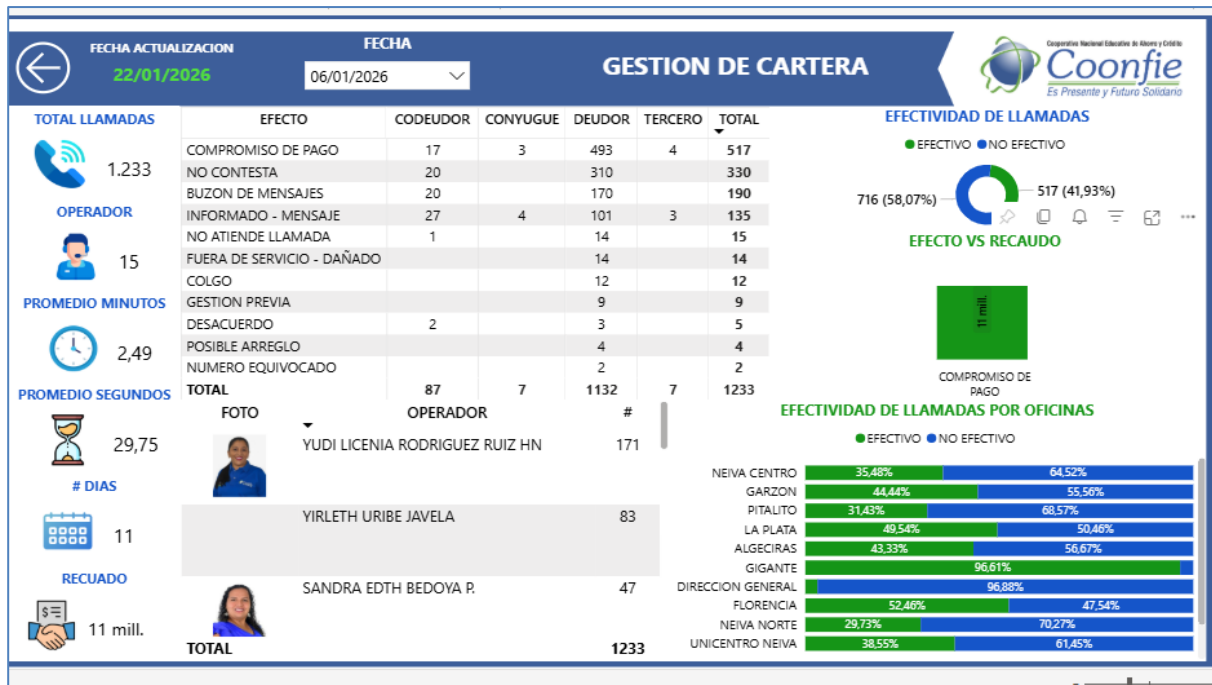 FECHA ACTUALIZACION
22/01/2026
FECHA
06/01/2026
GESTION DE CARTERA
Cooperativa Nacional Educativa de Ahorro y Crédito
Coonfie
Es Presente y Futuro Solidario
TOTAL LLAMADAS
1.233
OPERADOR
15
PROMEDIO MINUTOS
2,49
PROMEDIO SEGUNDOS
29,75
# DIAS
11
RECUADO
11 mill.
EFECTO CODEUDOR CONYUGUE DEUDOR TERCERO TOTAL
COMPROMISO DE PAGO 17 3 493 4 517
NO CONTESTA 20 310 330
BUZON DE MENSAJES 20 170 190
INFORMADO - MENSAJE 27 4 101 3 135
NO ATIENDE LLAMADA 1 14 15
FUERA DE SERVICIO - DAÑADO 14 14
COLGO 12 12
GESTION PREVIA 9 9
DESACUERDO 2 3 5
POSIBLE ARREGLO 4 4
NUMERO EQUIVOCADO 2 2
TOTAL 87 7 1132 7 1233
FOTO OPERADOR #
YUDI LICENIA RODRIGUEZ RUIZ HN 171
YIRLETH URIBE JAVELA 83
SANDRA EDTH BEDOYA P. 47
TOTAL 1233
EFECTIVIDAD DE LLAMADAS
EFECTIVO NO EFECTIVO
716 (58,07%)
517 (41,93%)
EFECTO VS RECAUDO
11 mill.
COMPROMISO DE
PAGO
EFECTIVIDAD DE LLAMADAS POR OFICINAS
EFECTIVO NO EFECTIVO
NEIVA CENTRO 35,48% 64,52%
GARZON 44,44% 55,56%
PITALITO 31,43% 68,57%
LA PLATA 49,54% 50,46%
ALGECIRAS 43,33% 56,67%
GIGANTE 96,61%
DIRECCION GENERAL 96,88%
FLORENCIA 52,46% 47,54%
NEIVA NORTE 29,73% 70,27%
UNICENTRO NEIVA 38,55% 61,45%